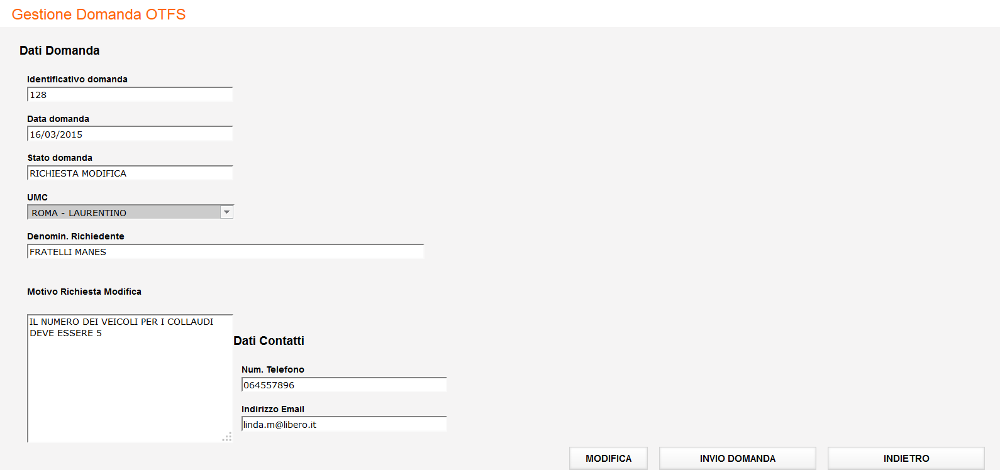 Gestione Domanda OTFS
Dati Domanda
Identificativo domanda
128
Data domanda
16/03/2015
Stato domanda
RICHIESTA MODIFICA
UMC
ROMA - LAURENTINO
Denomin. Richiedente
FRATELLI MANES
Motivo Richiesta Modifica
IL NUMERO DEI VEICOLI PER I COLLAUDI
DEVE ESSERE 5
Dati Contatti
Num. Telefono
064557896
Indirizzo Email
linda.m@libero.it
MODIFICA
INVIO DOMANDA
INDIETRO